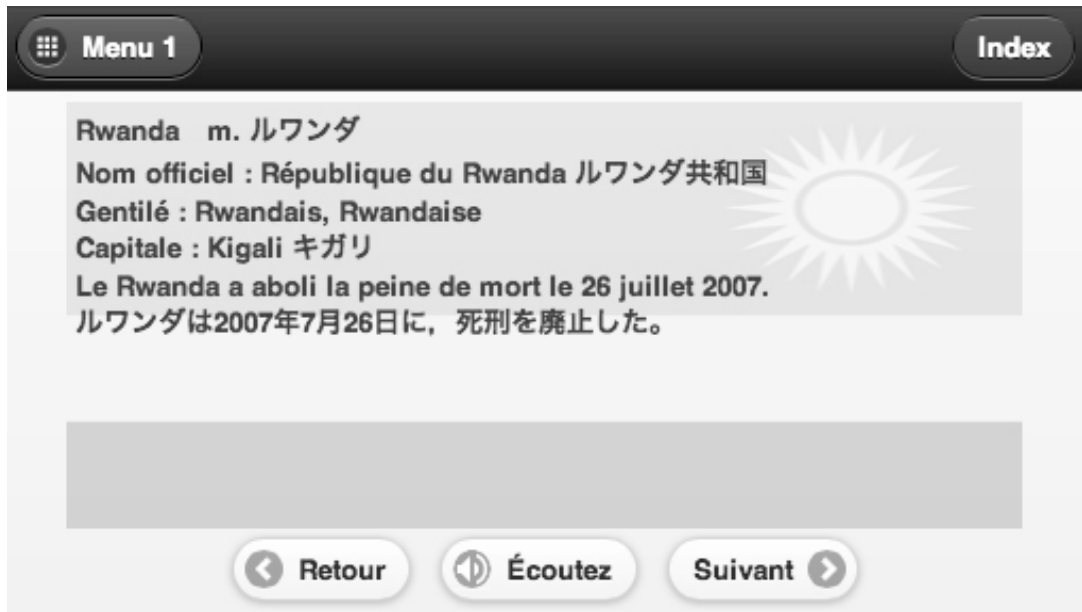 Menu 1
Index
Rwanda　m. ルワンダ
Nom officiel : République du Rwanda ルワンダ共和国
Gentilé : Rwandais, Rwandaise
Capitale : Kigali キガリ
Le Rwanda a aboli la peine de mort le 26 juillet 2007.
ルワンダは2007年7月26日に，死刑を廃止した。
Retour
Écoutez
Suivant